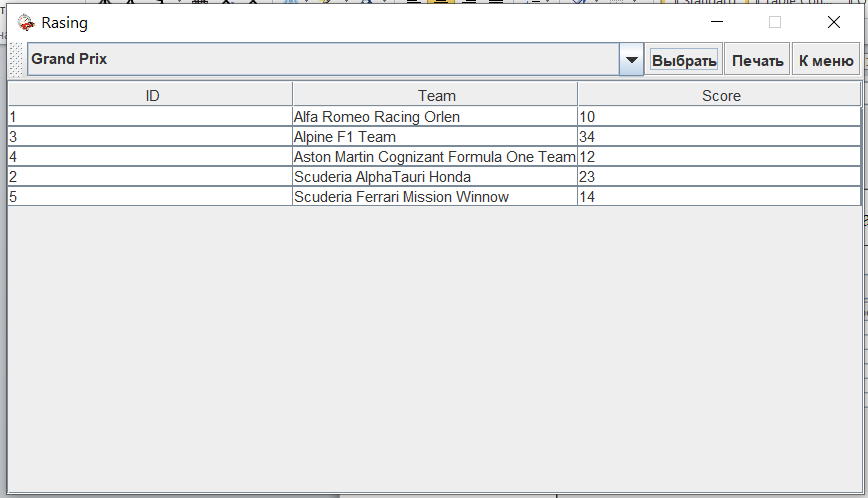 Rasing
Grand Prix Выбрать Печать К меню
ID Team Score
1 Alfa Romeo Racing Orlen 10
3 Alpine F1 Team 34
4 Aston Martin Cognizant Formula One Team 12
2 Scuderia AlphaTauri Honda 23
5 Scuderia Ferrari Mission Winnow 14